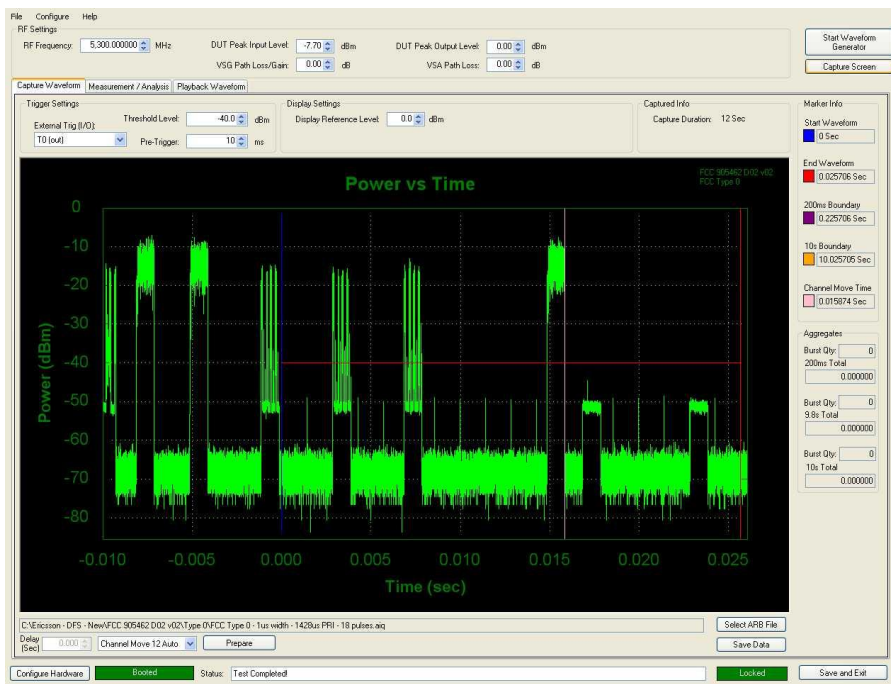 File Configure Help
RF Settings
RF Frequency: 5,300.000000 MHz
DUT Peak Input Level: -7.70 dBm
DUT Peak Output Level: 0.00 dBm
VSG Path Loss/Gain: 0.00 dB
VSA Path Loss: 0.00 dB
Start Waveform Generator
Capture Screen
Capture Waveform Measurement / Analysis Playback Waveform
Trigger Settings
External Trig (I/O):
T0 (out)
Threshold Level: -40.0 dBm
Pre-Trigger: 10 ms
Display Settings
Display Reference Level: 0.0 dBm
Captured Info
Capture Duration: 12 Sec
Marker Info
Start Waveform
0 Sec
End Waveform
0.025706 Sec
200ms Boundary
0.225706 Sec
10s Boundary
10.025705 Sec
Channel Move Time
0.015874 Sec
Aggregates
Burst Qty: 0
200ms Total
0.000000
Burst Qty: 0
9.8s Total
0.000000
Burst Qty: 0
10s Total
0.000000
Power vs Time
FCC 905462 D02 v02
FCC Type 0
Power (dBm)
0
-10
-20
-30
-40
-50
-60
-70
-80
-0.010 -0.005 0.000 0.005 0.010 0.015 0.020 0.025
Time (sec)
C:\Ericsson - DFS - New\FCC 905462 D02 v02\Type 0\FCC Type 0 - 1us width - 1428us PRI - 18 pulses.aiq
Select ARB File
Delay (Sec) 0.000
Channel Move 12 Auto
Prepare
Save Data
Configure Hardware
Booted
Status: Test Completed!
Locked
Save and Exit